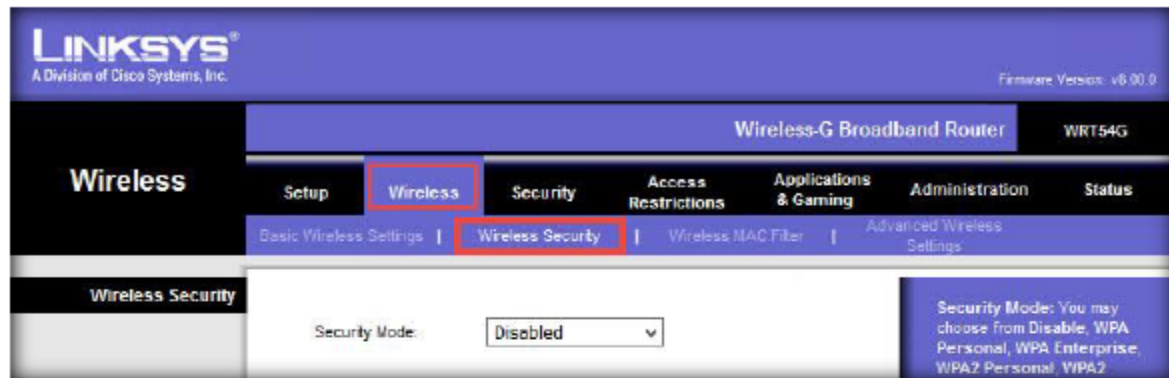 LINKSYS®
A Division of Cisco Systems, Inc.
Firmware Version: v8.00.0
Wireless-G Broadband Router WRT54G
Wireless
Setup Wireless Security Access Restrictions Applications & Gaming Administration Status
Basic Wireless Settings | Wireless Security | Wireless MAC Filter | Advanced Wireless Settings
Wireless Security
Security Mode: Disabled
Security Mode: You may
choose from Disable, WPA
Personal, WPA Enterprise,
WPA2 Personal, WPA2